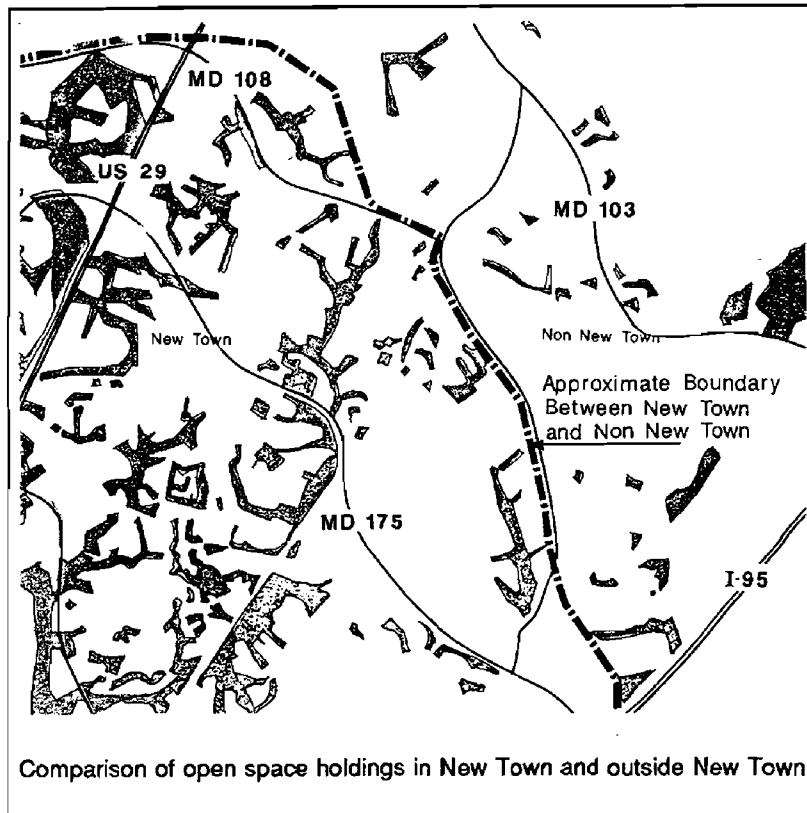 MD 108
US 29
MD 103
New Town
Non New Town
Approximate Boundary
Between New Town
and Non New Town
MD 175
I-95
Comparison of open space holdings in New Town and outside New Town